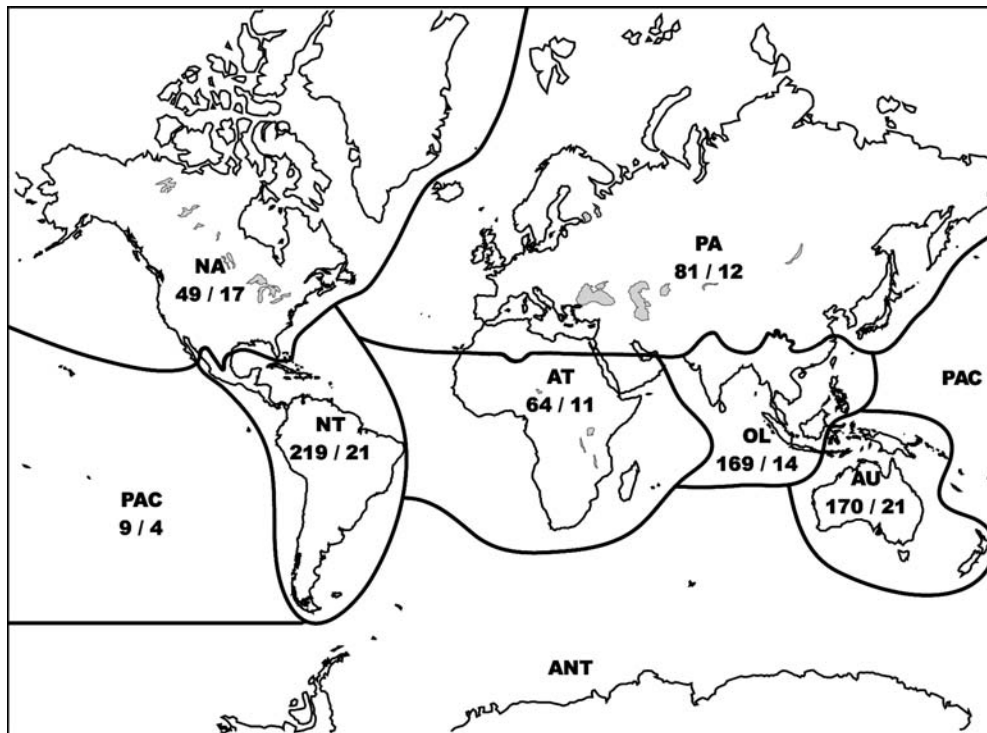 NA
49 / 17
PA
81 / 12
AT
64 / 11
PAC
NT
219 / 21
OL
169 / 14
AU
170 / 21
PAC
9 / 4
ANT